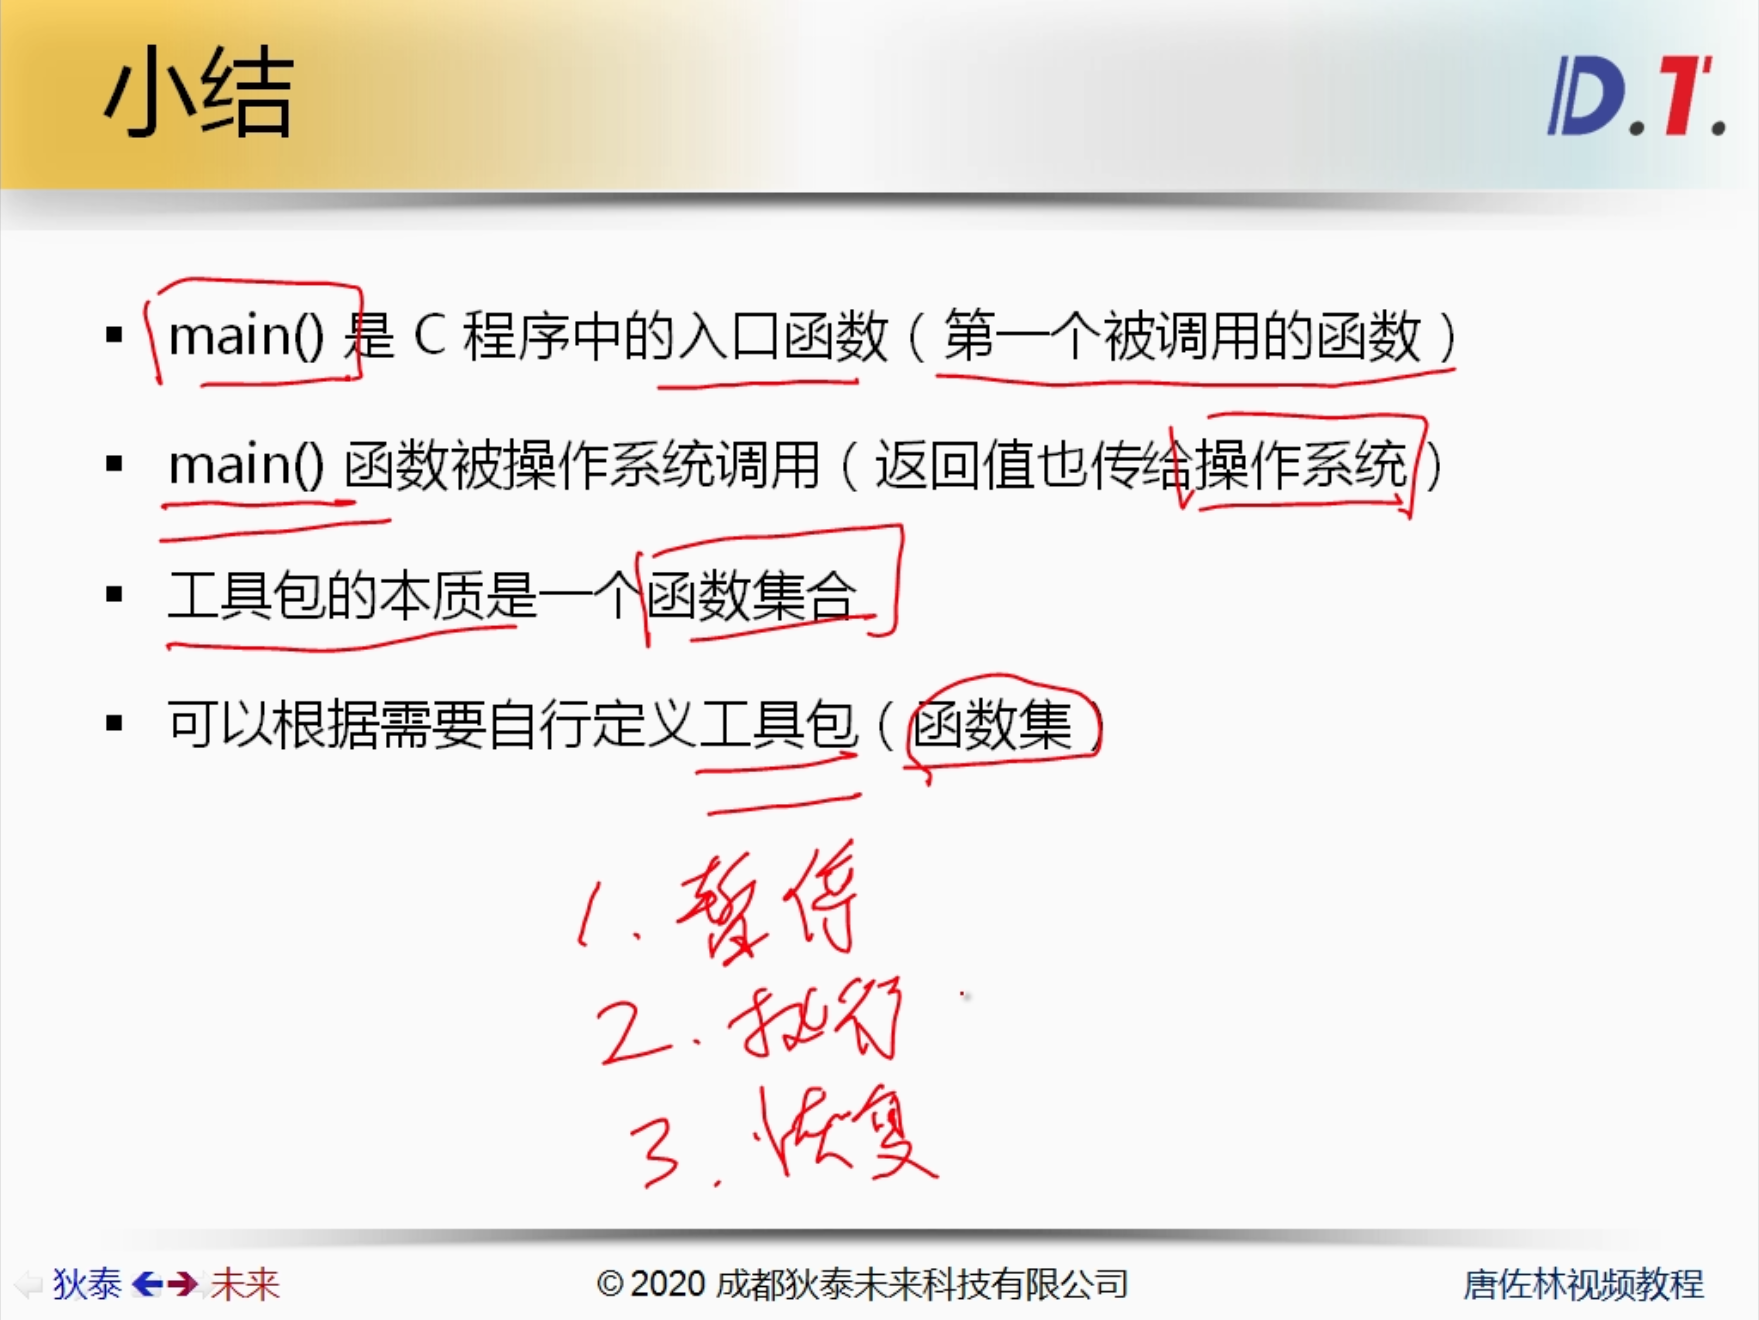 小结
D.T.
▪ main() 是 C 程序中的入口函数（第一个被调用的函数）
▪ main() 函数被操作系统调用（返回值也传给操作系统）
▪ 工具包的本质是一个函数集合
▪ 可以根据需要自行定义工具包（函数集）
1. 暂停
2. 执行
3. 恢复
狄泰 未来
© 2020 成都狄泰未来科技有限公司
唐佐林视频教程